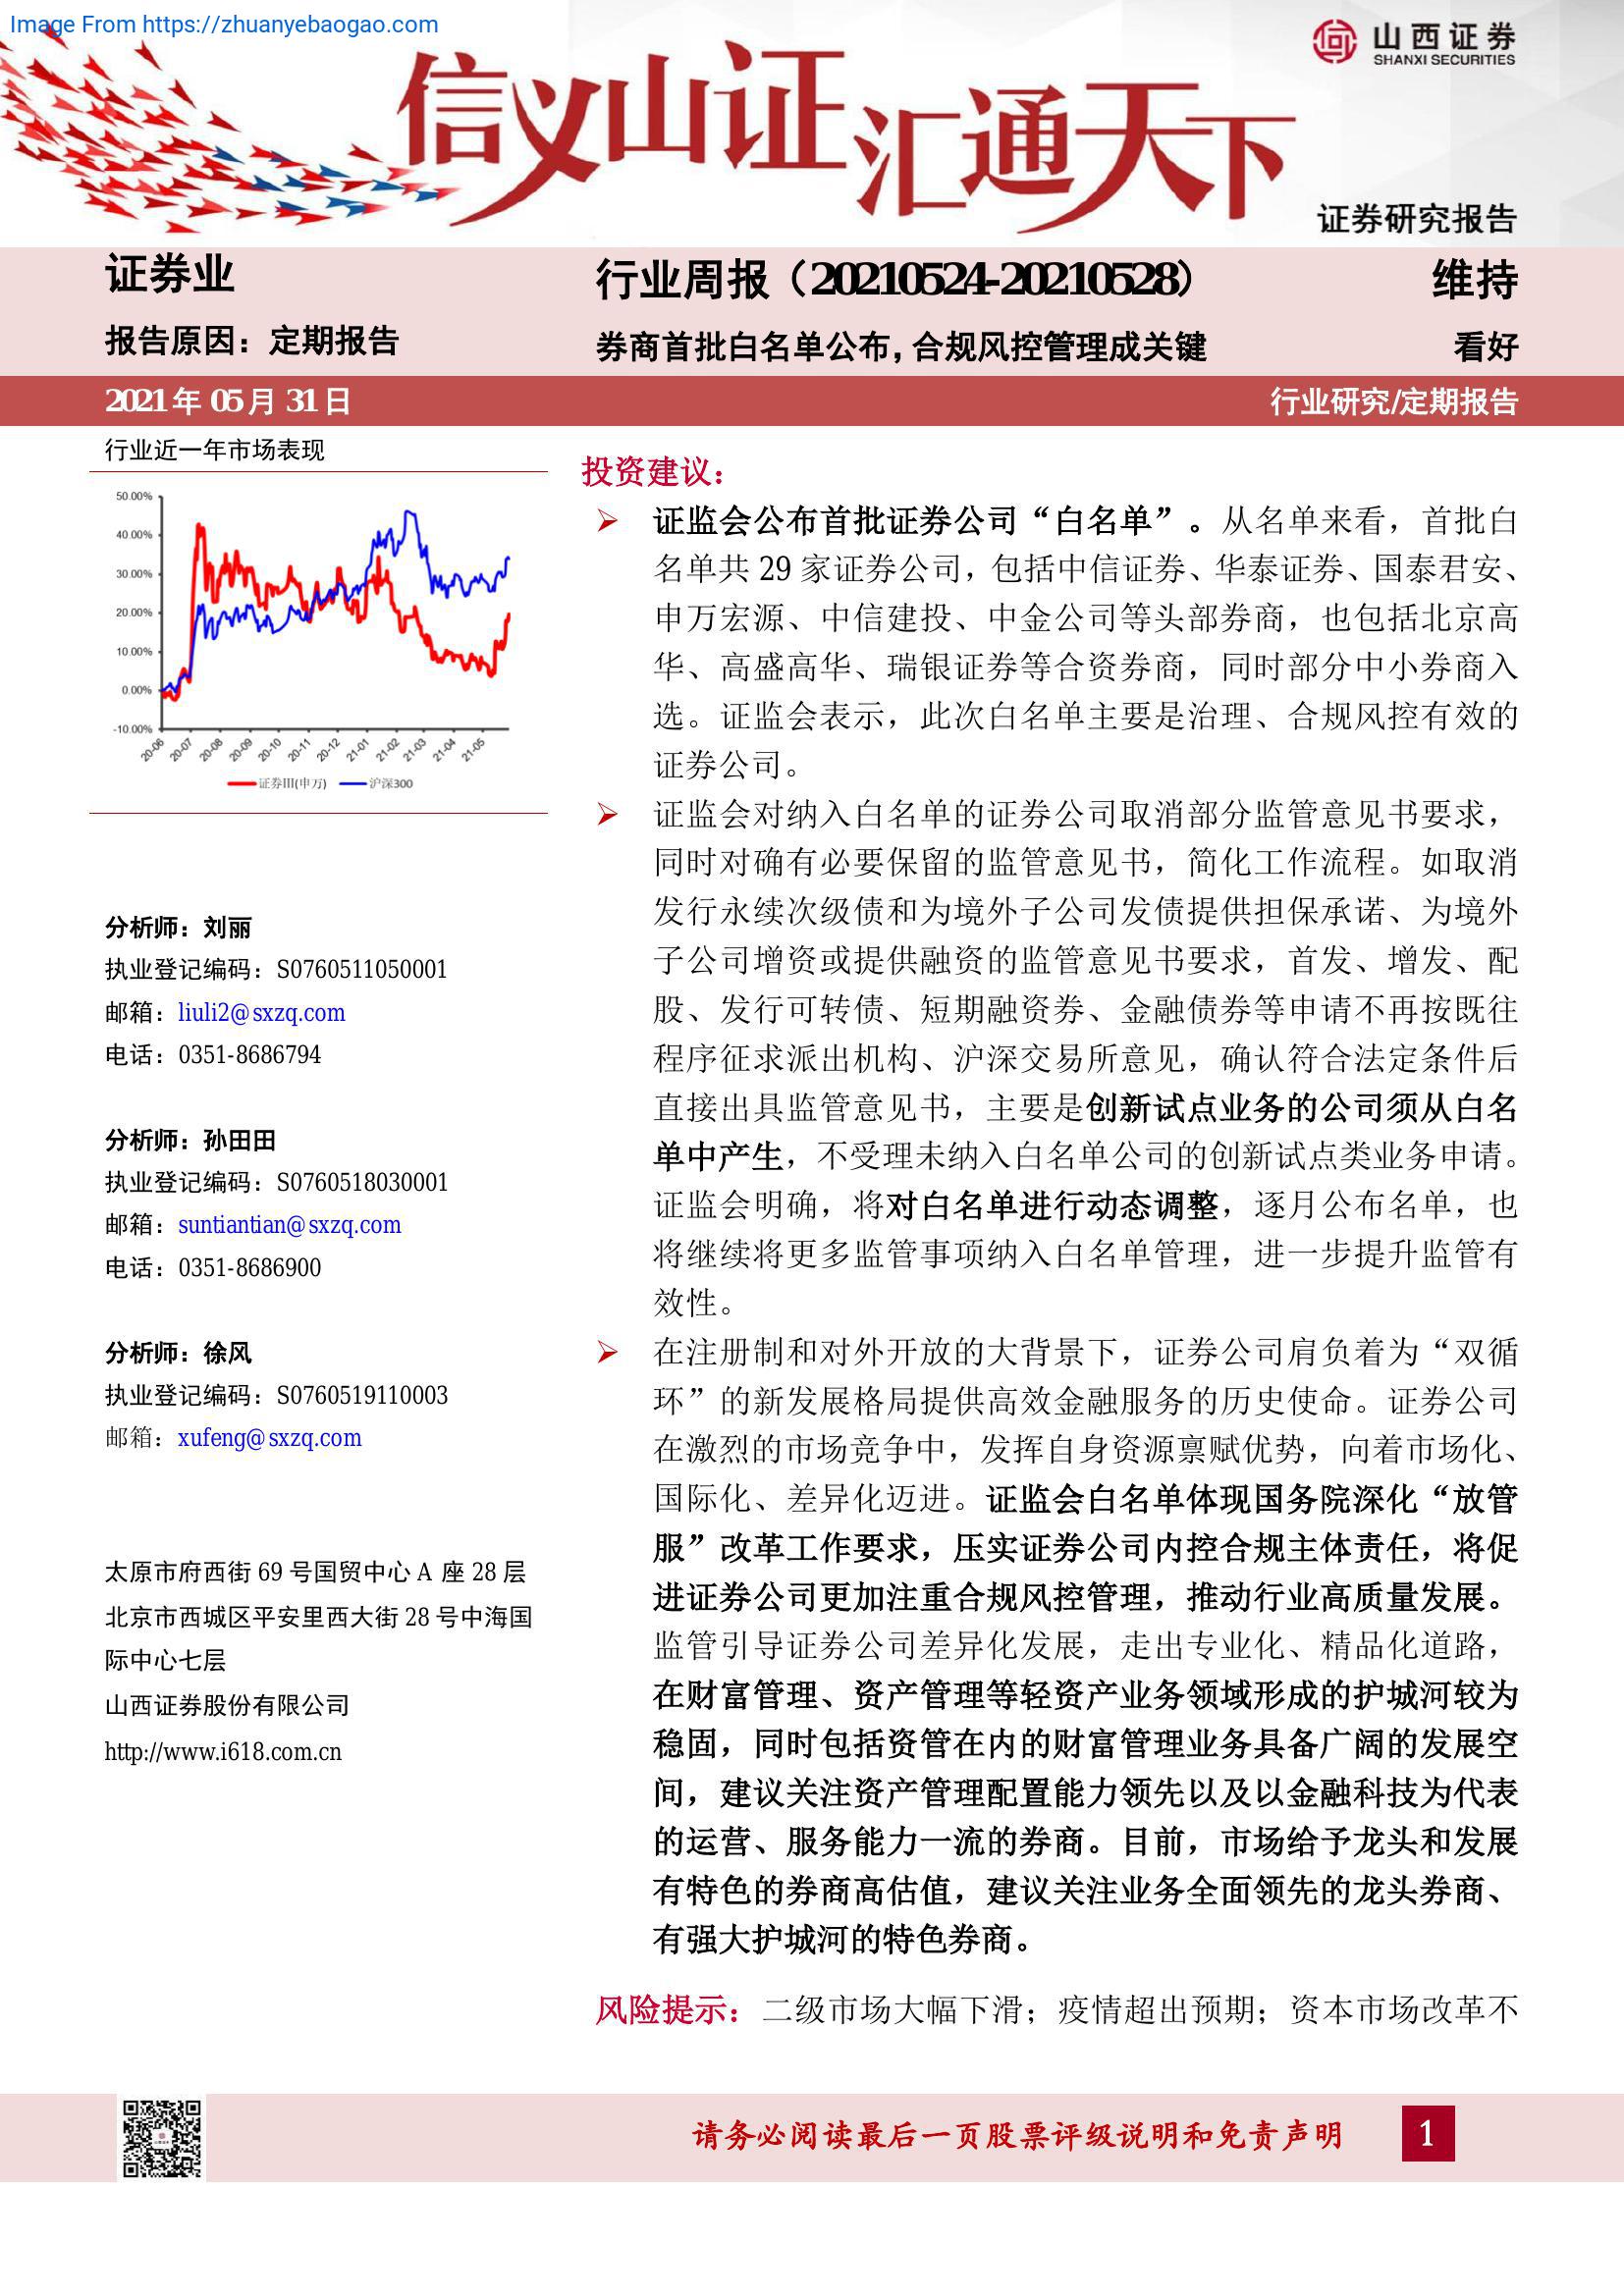 Image From https://zhuanyebaogao.com
山西证券
SHANXI SECURITIES
信义山证汇通天下
证券研究报告
证券业
行业周报（20210524-20210528）
维持
报告原因：定期报告
券商首批白名单公布，合规风控管理成关键
看好
2021年 05月 31日
行业研究/定期报告
行业近一年市场表现
50.00%
40.00%
30.00%
20.00%
10.00%
0.00%
-10.00%
20-06 20-07 20-08 20-09 20-10 20-11 20-12 21-01 21-02 21-03 21-04 21-05
证券III(申万) 沪深300
分析师：刘丽
执业登记编码：S0760511050001
邮箱：liuli2@sxzq.com
电话：0351-8686794
分析师：孙田田
执业登记编码：S0760518030001
邮箱：suntiantian@sxzq.com
电话：0351-8686900
分析师：徐风
执业登记编码：S0760519110003
邮箱：xufeng@sxzq.com
太原市府西街 69 号国贸中心 A 座 28 层
北京市西城区平安里西大街 28 号中海国
际中心七层
山西证券股份有限公司
http://www.i618.com.cn
投资建议：
➢ 证监会公布首批证券公司“白名单”。从名单来看，首批白
名单共 29 家证券公司，包括中信证券、华泰证券、国泰君安、
申万宏源、中信建投、中金公司等头部券商，也包括北京高
华、高盛高华、瑞银证券等合资券商，同时部分中小券商入
选。证监会表示，此次白名单主要是治理、合规风控有效的
证券公司。
➢ 证监会对纳入白名单的证券公司取消部分监管意见书要求，
同时对确有必要保留的监管意见书，简化工作流程。如取消
发行永续次级债和为境外子公司发债提供担保承诺、为境外
子公司增资或提供融资的监管意见书要求，首发、增发、配
股、发行可转债、短期融资券、金融债券等申请不再按既往
程序征求派出机构、沪深交易所意见，确认符合法定条件后
直接出具监管意见书，主要是创新试点业务的公司须从白名
单中产生，不受理未纳入白名单公司的创新试点类业务申请。
证监会明确，将对白名单进行动态调整，逐月公布名单，也
将继续将更多监管事项纳入白名单管理，进一步提升监管有
效性。
➢ 在注册制和对外开放的大背景下，证券公司肩负着为“双循
环”的新发展格局提供高效金融服务的历史使命。证券公司
在激烈的市场竞争中，发挥自身资源禀赋优势，向着市场化、
国际化、差异化迈进。证监会白名单体现国务院深化“放管
服”改革工作要求，压实证券公司内控合规主体责任，将促
进证券公司更加注重合规风控管理，推动行业高质量发展。
监管引导证券公司差异化发展，走出专业化、精品化道路，
在财富管理、资产管理等轻资产业务领域形成的护城河较为
稳固，同时包括资管在内的财富管理业务具备广阔的发展空
间，建议关注资产管理配置能力领先以及以金融科技为代表
的运营、服务能力一流的券商。目前，市场给予龙头和发展
有特色的券商高估值，建议关注业务全面领先的龙头券商、
有强大护城河的特色券商。
风险提示：二级市场大幅下滑；疫情超出预期；资本市场改革不
请务必阅读最后一页股票评级说明和免责声明
1